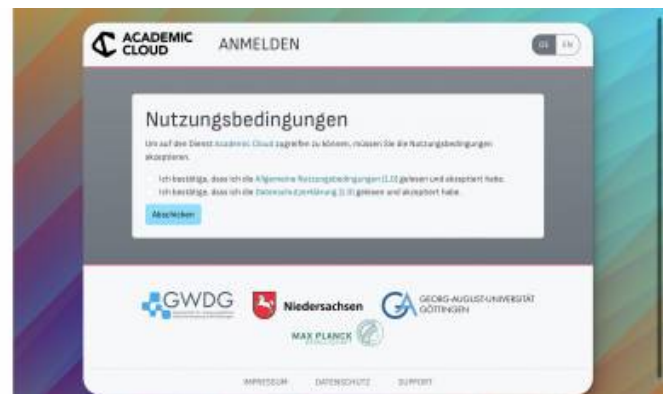 ACADEMIC
CLOUD
ANMELDEN
DE EN
Nutzungsbedingungen
Um auf den Dienst Academic Cloud zugreifen zu können, müssen Sie die Nutzungsbedingungen
akzeptieren.
Ich bestätige, dass ich die Allgemeine Nutzungsbedingungen (1.0) gelesen und akzeptiert habe.
Ich bestätige, dass ich die Datenschutzerklärung (1.0) gelesen und akzeptiert habe.
Abschicken
GWDG
Niedersachsen
GEORG-AUGUST-UNIVERSITÄT
GÖTTINGEN
MAX PLANCK
IMPRESSUM DATENSCHUTZ SUPPORT